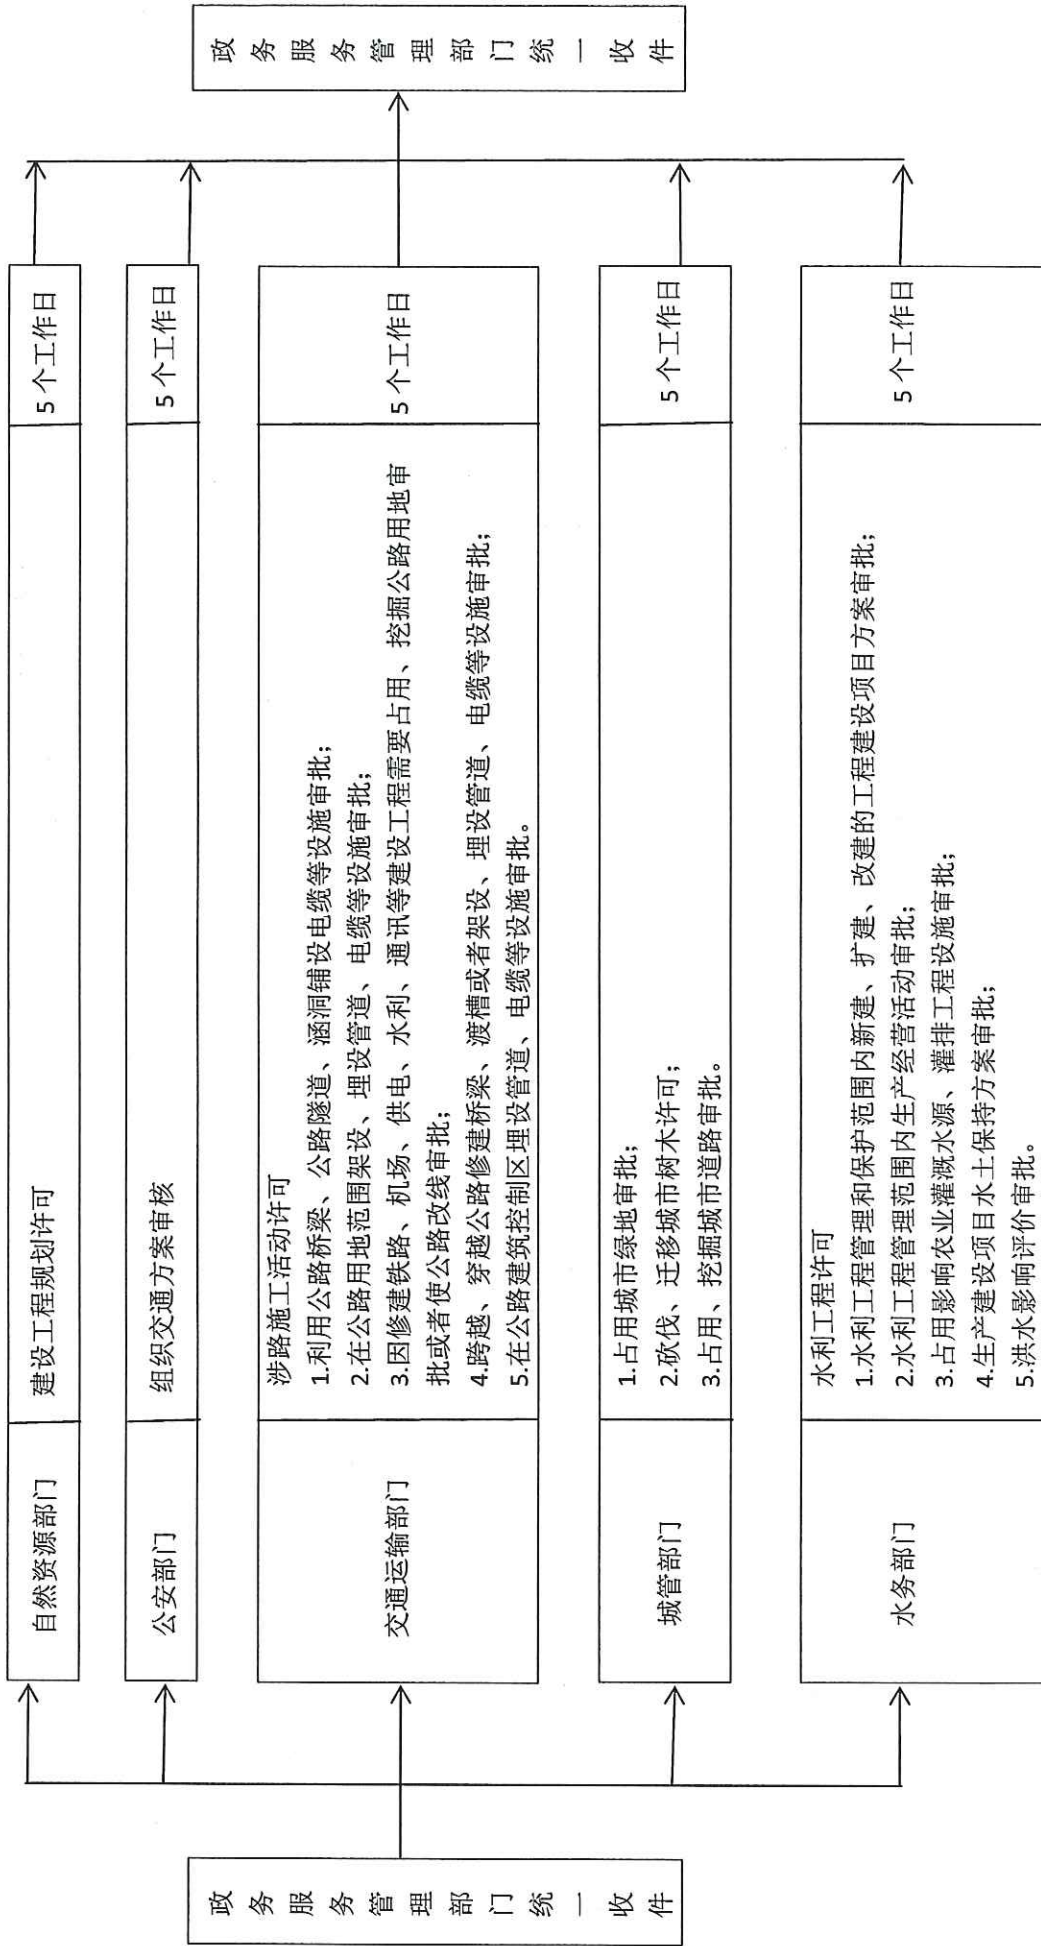 政务服务管理部门统一收件
自然资源部门
建设工程规划许可
5个工作日
公安部门
组织交通方案审核
5个工作日
交通运输部门
涉路施工活动许可
1.利用公路桥梁、公路隧道、涵洞铺设电缆等设施审批；
2.在公路用地范围架设、埋设管道、电缆等设施审批；
3.因修建铁路、机场、供电、水利、通讯等建设工程需要占用、挖掘公路用地审
批或者使公路改线审批；
4.跨越、穿越公路修建桥梁、渡槽或者架设、埋设管道、电缆等设施审批；
5.在公路建筑控制区埋设管道、电缆等设施审批。
5个工作日
城管部门
1.占用城市绿地审批；
2.砍伐、迁移城市树木许可；
3.占用、挖掘城市道路审批。
5个工作日
水务部门
水利工程许可
1.水利工程管理和保护范围内新建、扩建、改建的工程建设项目方案审批；
2.水利工程管理范围内生产经营活动审批；
3.占用影响农业灌溉水源、灌排工程设施审批；
4.生产建设项目水土保持方案审批；
5.洪水影响评价审批。
5个工作日
政务服务管理部门统一收件